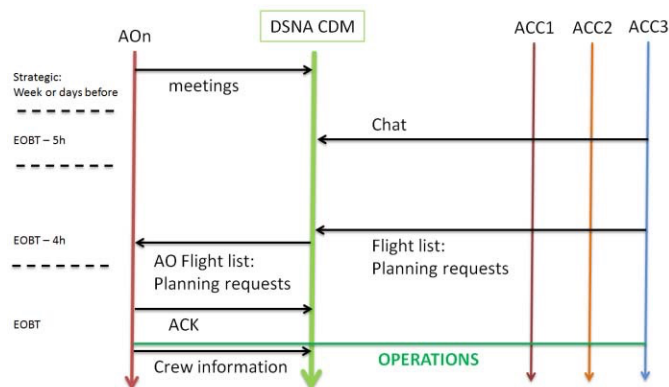 AOn
DSNA CDM
ACC1
ACC2
ACC3
Strategic:
Week or days before
meetings
Chat
EOBT – 5h
EOBT – 4h
Flight list:
Planning requests
AO Flight list:
Planning requests
EOBT
ACK
Crew information
OPERATIONS